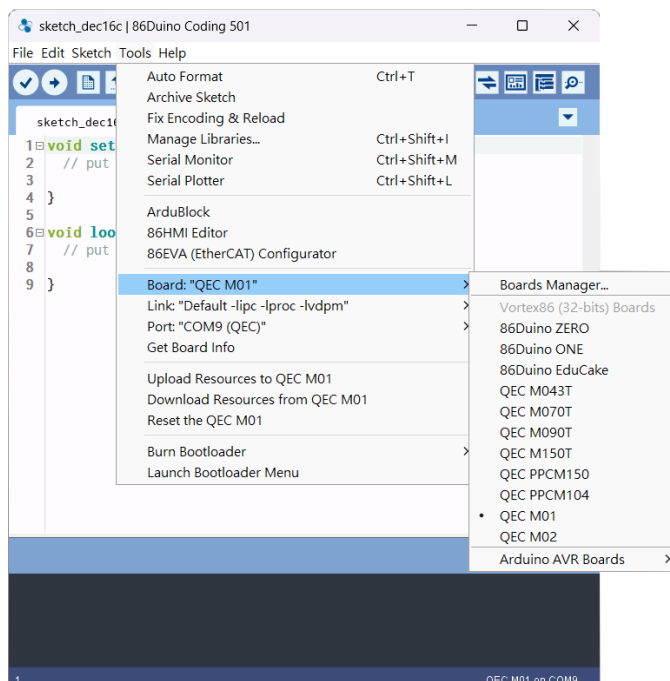 sketch_dec16c | 86Duino Coding 501
File Edit Sketch Tools Help
sketch_dec16
1 void set
2 // put
3
4 }
5
6 void loo
7 // put
8
9 }
Auto Format Ctrl+T
Archive Sketch
Fix Encoding & Reload
Manage Libraries... Ctrl+Shift+I
Serial Monitor Ctrl+Shift+M
Serial Plotter Ctrl+Shift+L
ArduBlock
86HMI Editor
86EVA (EtherCAT) Configurator
Board: "QEC M01"
Link: "Default -lipc -lproc -lvdpm"
Port: "COM9 (QEC)"
Get Board Info
Upload Resources to QEC M01
Download Resources from QEC M01
Reset the QEC M01
Burn Bootloader
Launch Bootloader Menu
Boards Manager...
Vortex86 (32-bits) Boards
86Duino ZERO
86Duino ONE
86Duino EduCake
QEC M043T
QEC M070T
QEC M090T
QEC M150T
QEC PPCM150
QEC PPCM104
• QEC M01
QEC M02
Arduino AVR Boards
1 QEC M01 on COM9